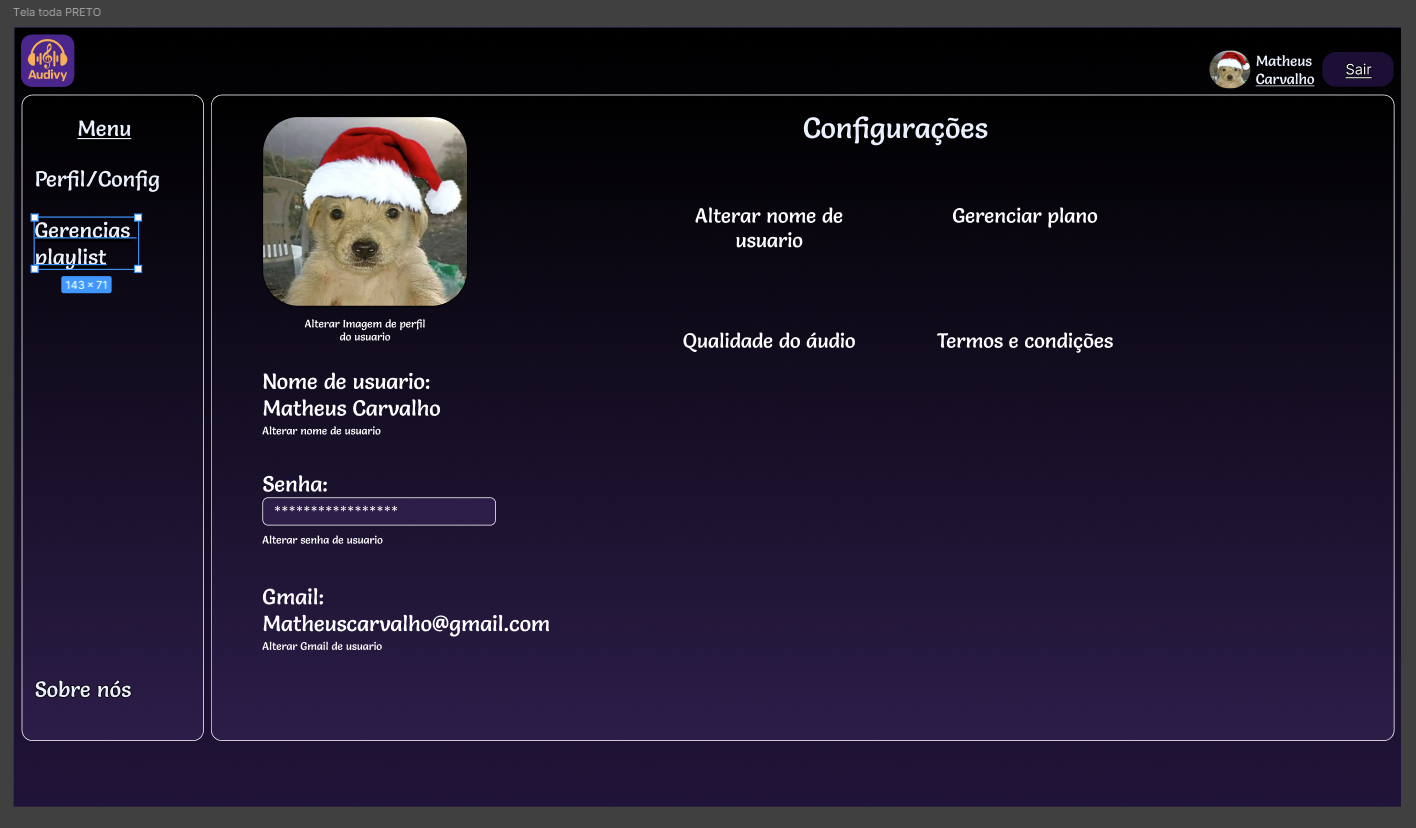 Tela toda PRETO
Audivy
Matheus
Carvalho
Sair
Menu
Perfil/Config
Gerencias
playlist
143 × 71
Sobre nós
Alterar Imagem de perfil
do usuario
Nome de usuario:
Matheus Carvalho
Alterar nome de usuario
Senha:
*****************
Alterar senha de usuario
Gmail:
Matheuscarvalho@gmail.com
Alterar Gmail de usuario
Configurações
Alterar nome de
usuario
Gerenciar plano
Qualidade do áudio
Termos e condições